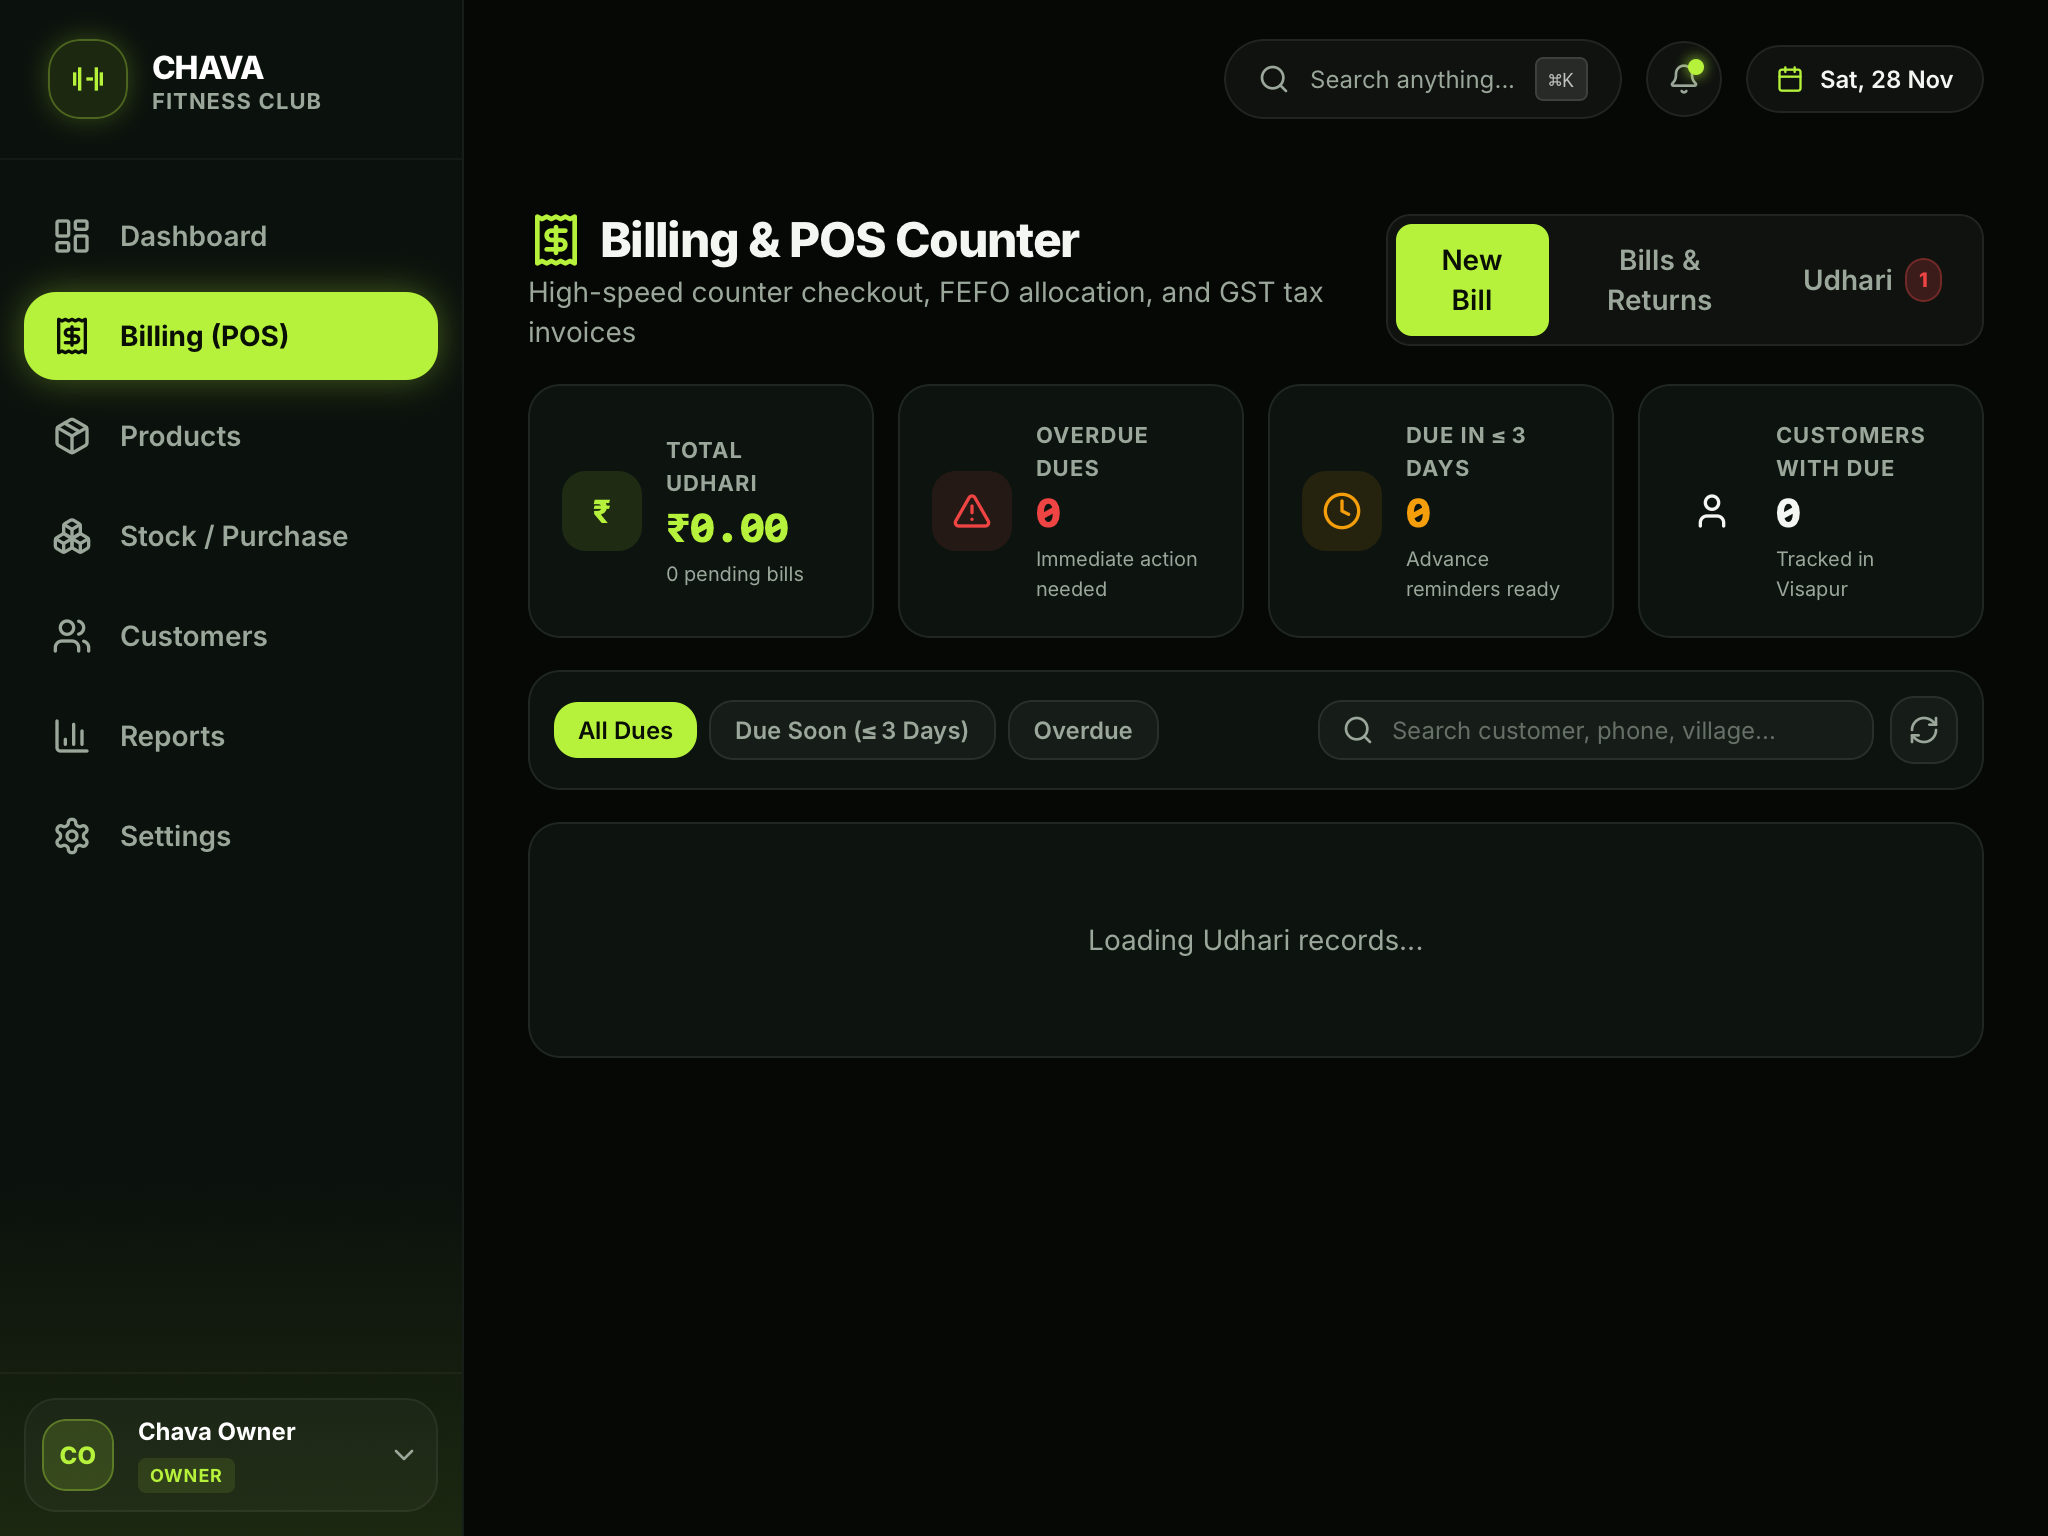 CHAVA
FITNESS CLUB
Search anything...
⌘K
Sat, 28 Nov
Dashboard
Billing (POS)
Products
Stock / Purchase
Customers
Reports
Settings
Chava Owner
CO
OWNER
Billing & POS Counter
High-speed counter checkout, FEFO allocation, and GST tax
invoices
New
Bill
Bills &
Returns
Udhari 1
₹
TOTAL
UDHARI
₹0.00
0 pending bills
OVERDUE
DUES
0
Immediate action
needed
DUE IN ≤ 3
DAYS
0
Advance
reminders ready
CUSTOMERS
WITH DUE
0
Tracked in
Visapur
All Dues
Due Soon (≤ 3 Days)
Overdue
Search customer, phone, village...
Loading Udhari records...